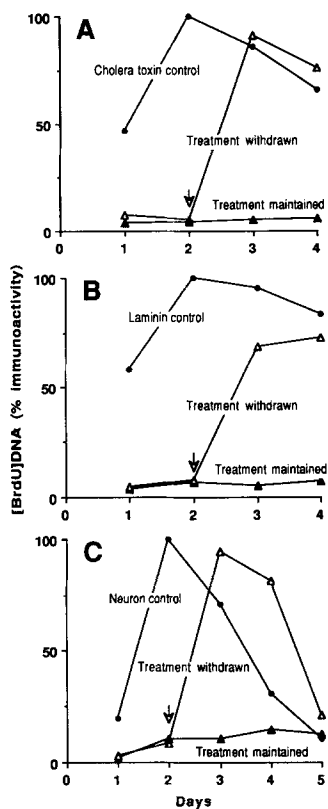 A
100
Cholera toxin control
50
Treatment withdrawn
Treatment maintained
0
0 1 2 3 4
[BrdU]DNA (% immunoactivity)
B
100
Laminin control
50
Treatment withdrawn
Treatment maintained
0
0 1 2 3 4
C
100
Neuron control
50
Treatment withdrawn
Treatment maintained
0
0 1 2 3 4 5
Days